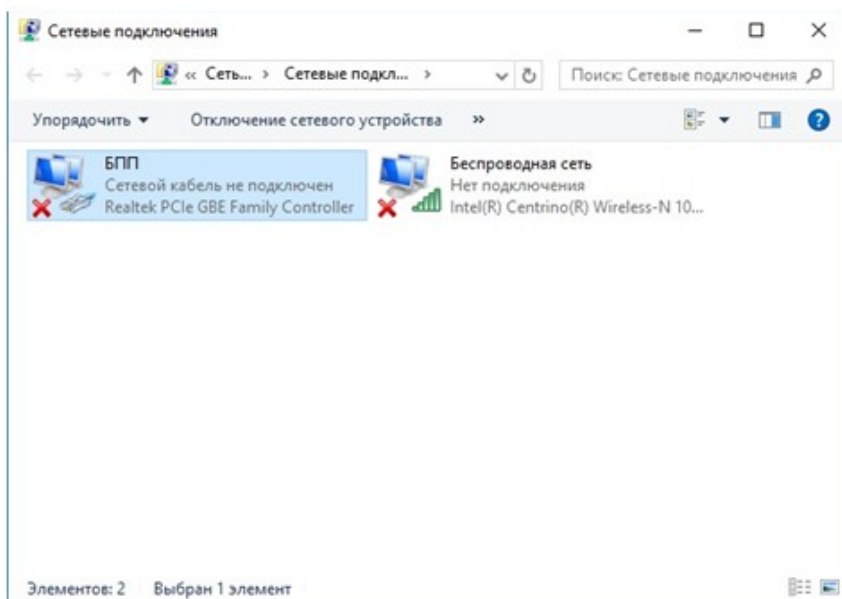 Сетевые подключения
« Сеть... › Сетевые подкл... ›
Поиск: Сетевые подключения
Упорядочить
Отключение сетевого устройства
»
БПП
Сетевой кабель не подключен
Realtek PCIe GBE Family Controller
Беспроводная сеть
Нет подключения
Intel(R) Centrino(R) Wireless-N 10...
Элементов: 2
Выбран 1 элемент